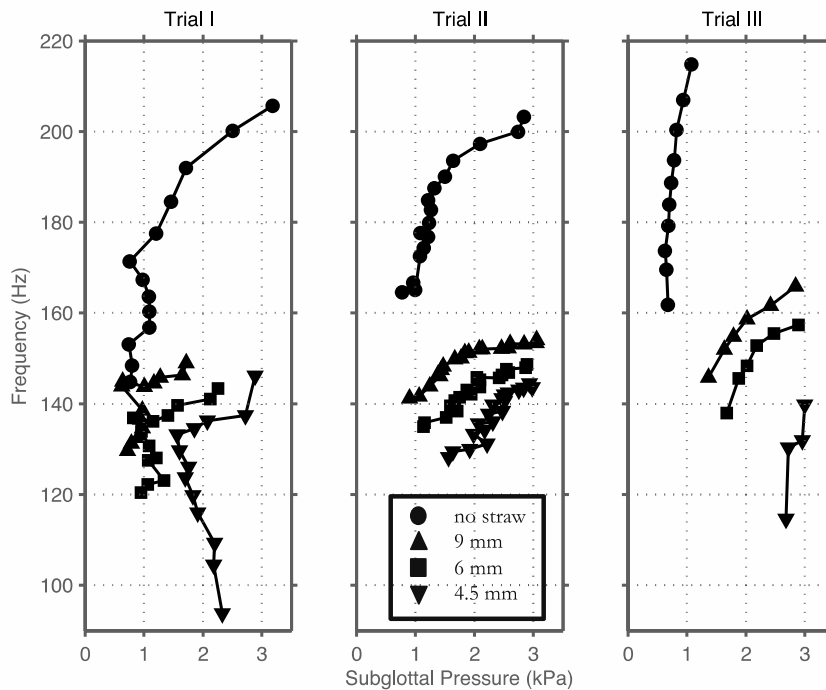 Trial I
Trial II
Trial III
220
200
180
160
140
120
100
Frequency (Hz)
no straw
9 mm
6 mm
4.5 mm
0 1 2 3
0 1 2 3
0 1 2 3
Subglottal Pressure (kPa)